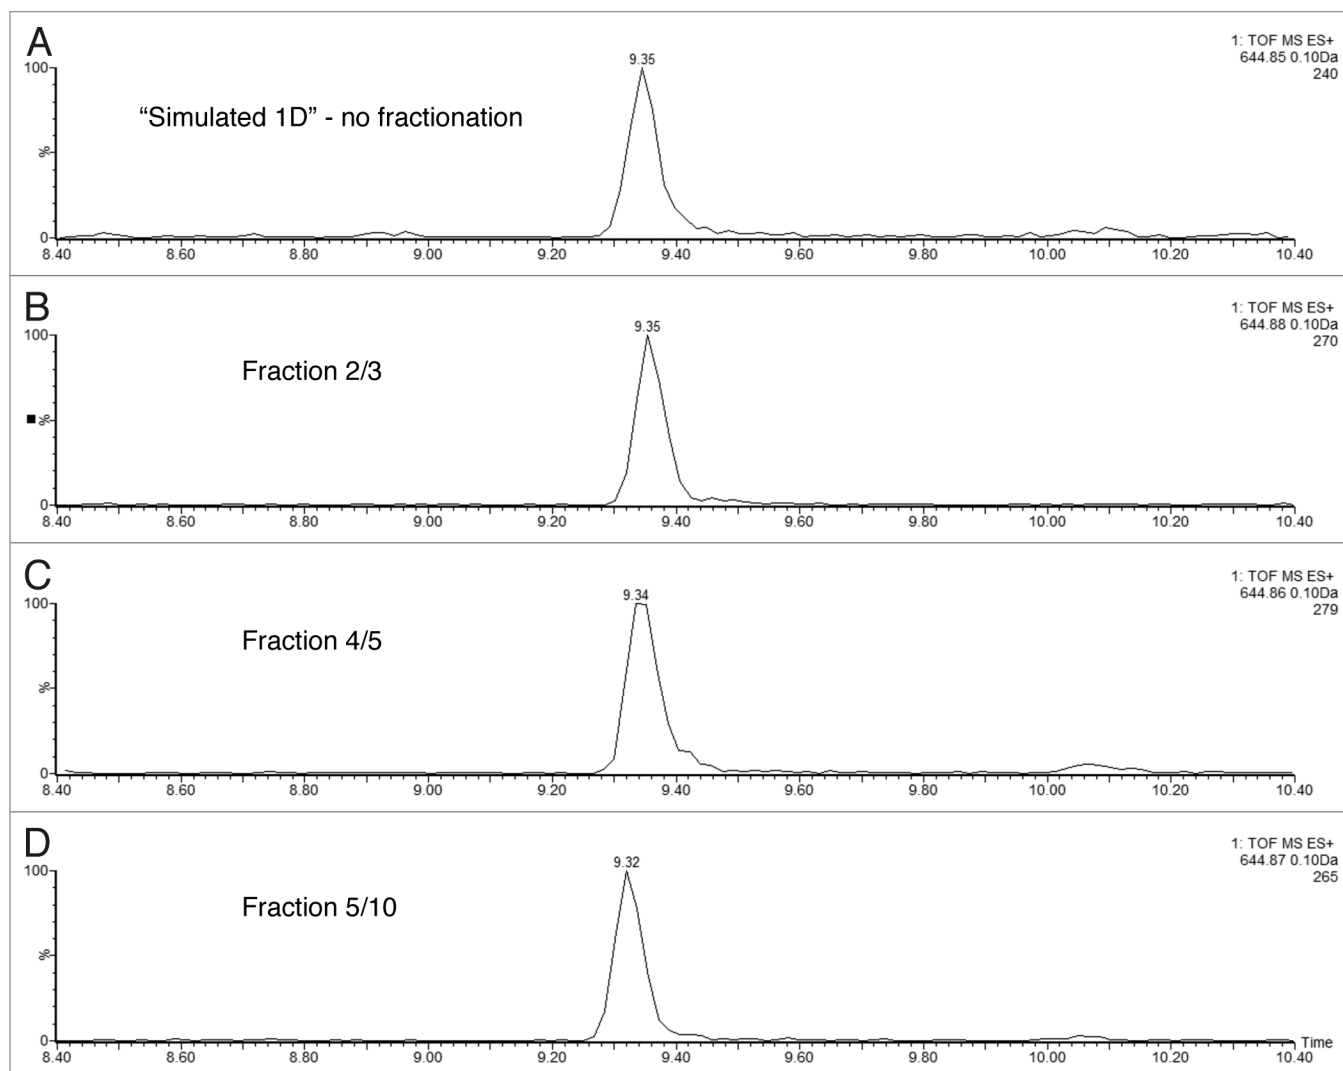 A
1: TOF MS ES+
644.85 0.10Da
240
9.35
100
“Simulated 1D” - no fractionation
%
0
8.40 8.60 8.80 9.00 9.20 9.40 9.60 9.80 10.00 10.20 10.40
B
1: TOF MS ES+
644.88 0.10Da
270
9.35
100
Fraction 2/3
%
0
8.40 8.60 8.80 9.00 9.20 9.40 9.60 9.80 10.00 10.20 10.40
C
1: TOF MS ES+
644.86 0.10Da
279
9.34
100
Fraction 4/5
%
0
8.40 8.60 8.80 9.00 9.20 9.40 9.60 9.80 10.00 10.20 10.40
D
1: TOF MS ES+
644.87 0.10Da
265
9.32
100
Fraction 5/10
%
0
Time
8.40 8.60 8.80 9.00 9.20 9.40 9.60 9.80 10.00 10.20 10.40